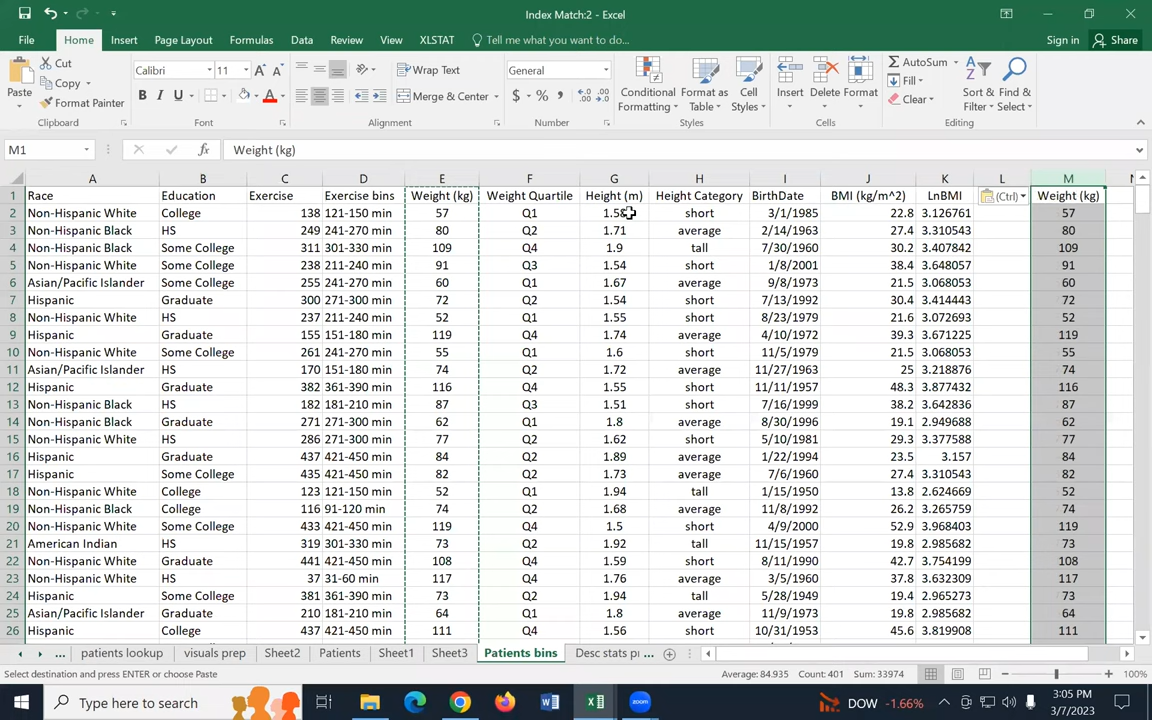 Index Match:2 - Excel
File Home Insert Page Layout Formulas Data Review View XLSTAT Tell me what you want to do... Sign in Share
Cut
Copy
Format Painter
Paste
Clipboard
Calibri 11
B I U
Font
Wrap Text
Merge & Center
Alignment
General
$ % ,
Number
Conditional Formatting
Format as Table
Cell Styles
Styles
Insert Delete Format
Cells
AutoSum
Fill
Clear
Sort & Filter
Find & Select
Editing
M1 fx Weight (kg)
A B C D E F G H I J K L M N
1 Race Education Exercise Exercise bins Weight (kg) Weight Quartile Height (m) Height Category BirthDate BMI (kg/m^2) LnBMI (Ctrl) Weight (kg)
2 Non-Hispanic White College 138 121-150 min 57 Q1 1.58 short 3/1/1985 22.8 3.126761 57
3 Non-Hispanic Black HS 249 241-270 min 80 Q2 1.71 average 2/14/1963 27.4 3.310543 80
4 Non-Hispanic Black Some College 311 301-330 min 109 Q4 1.9 tall 7/30/1960 30.2 3.407842 109
5 Non-Hispanic White Some College 238 211-240 min 91 Q3 1.54 short 1/8/2001 38.4 3.648057 91
6 Asian/Pacific Islander Some College 255 241-270 min 60 Q1 1.67 average 9/8/1973 21.5 3.068053 60
7 Hispanic Graduate 300 271-300 min 72 Q2 1.54 short 7/13/1992 30.4 3.414443 72
8 Non-Hispanic White HS 237 211-240 min 52 Q1 1.55 short 8/23/1979 21.6 3.072693 52
9 Hispanic Graduate 155 151-180 min 119 Q4 1.74 average 4/10/1972 39.3 3.671225 119
10 Non-Hispanic White Some College 261 241-270 min 55 Q1 1.6 short 11/5/1979 21.5 3.068053 55
11 Asian/Pacific Islander HS 170 151-180 min 74 Q2 1.72 average 11/27/1963 25 3.218876 74
12 Hispanic Graduate 382 361-390 min 116 Q4 1.55 short 11/11/1957 48.3 3.877432 116
13 Non-Hispanic Black HS 182 181-210 min 87 Q3 1.51 short 7/16/1999 38.2 3.642836 87
14 Non-Hispanic Black Graduate 271 271-300 min 62 Q1 1.8 average 8/30/1996 19.1 2.949688 62
15 Non-Hispanic White HS 286 271-300 min 77 Q2 1.62 short 5/10/1981 29.3 3.377588 77
16 Hispanic Graduate 437 421-450 min 84 Q2 1.89 average 1/22/1994 23.5 3.157 84
17 Hispanic Some College 435 421-450 min 82 Q2 1.73 average 7/6/1960 27.4 3.310543 82
18 Non-Hispanic White College 123 121-150 min 52 Q1 1.94 tall 1/15/1950 13.8 2.624669 52
19 Non-Hispanic Black College 116 91-120 min 74 Q2 1.68 average 11/8/1992 26.2 3.265759 74
20 Non-Hispanic White Some College 433 421-450 min 119 Q4 1.5 short 4/9/2000 52.9 3.968403 119
21 American Indian HS 319 301-330 min 73 Q2 1.92 tall 11/15/1957 19.8 2.985682 73
22 Non-Hispanic White Graduate 441 421-450 min 108 Q4 1.59 short 8/11/1990 42.7 3.754199 108
23 Non-Hispanic White HS 37 31-60 min 117 Q4 1.76 average 3/5/1960 37.8 3.632309 117
24 Hispanic Some College 381 361-390 min 73 Q2 1.94 tall 5/28/1949 19.4 2.965273 73
25 Asian/Pacific Islander Graduate 210 181-210 min 64 Q1 1.8 average 11/9/1973 19.8 2.985682 64
26 Hispanic College 437 421-450 min 111 Q4 1.56 short 10/31/1953 45.6 3.819908 111
... patients lookup visuals prep Sheet2 Patients Sheet1 Sheet3 Patients bins Desc stats pı ...
Select destination and press ENTER or choose Paste Average: 84.935 Count: 401 Sum: 33974 100%
Type here to search DOW -1.66% 3:05 PM
3/7/2023